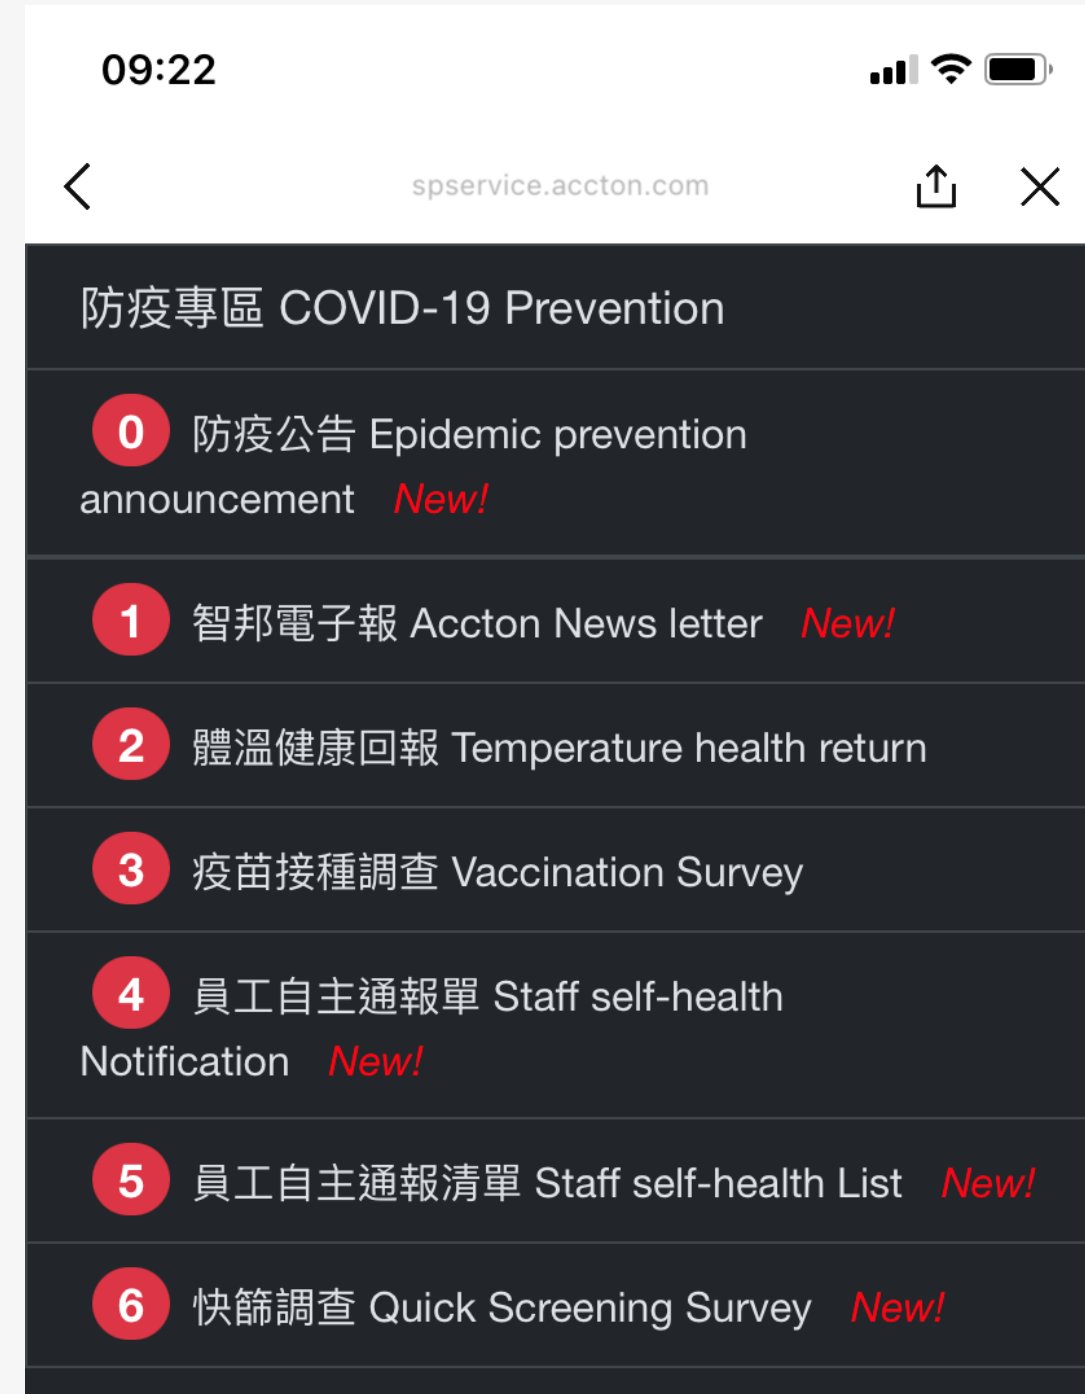 09:22
spservice.accton.com
防疫專區 COVID-19 Prevention
0 防疫公告 Epidemic prevention
announcement New!
1 智邦電子報 Accton News letter New!
2 體溫健康回報 Temperature health return
3 疫苗接種調查 Vaccination Survey
4 員工自主通報單 Staff self-health
Notification New!
5 員工自主通報清單 Staff self-health List New!
6 快篩調查 Quick Screening Survey New!